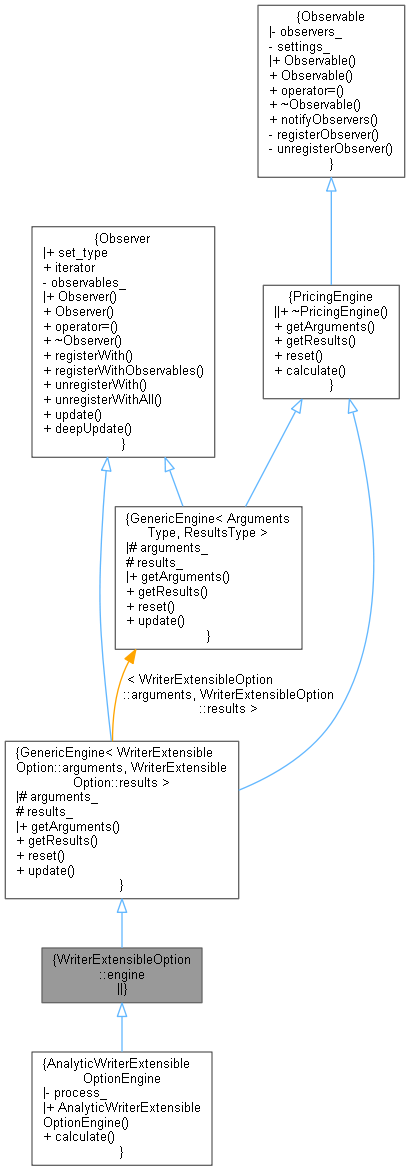 {Observable
|- observers_
- settings_
|+ Observable()
+ Observable()
+ operator=()
+ ~Observable()
+ notifyObservers()
- registerObserver()
- unregisterObserver()
}
{Observer
|+ set_type
+ iterator
- observables_
|+ Observer()
+ Observer()
+ operator=()
+ ~Observer()
+ registerWith()
+ registerWithObservables()
+ unregisterWith()
+ unregisterWithAll()
+ update()
+ deepUpdate()
}
{PricingEngine
||+ ~PricingEngine()
+ getArguments()
+ getResults()
+ reset()
+ calculate()
}
{GenericEngine< Arguments
Type, ResultsType >
|# arguments_
# results_
|+ getArguments()
+ getResults()
+ reset()
+ update()
}
< WriterExtensibleOption
::arguments, WriterExtensibleOption
::results >
{GenericEngine< WriterExtensible
Option::arguments, WriterExtensible
Option::results >
|# arguments_
# results_
|+ getArguments()
+ getResults()
+ reset()
+ update()
}
{WriterExtensibleOption
::engine
||}
{AnalyticWriterExtensible
OptionEngine
|- process_
|+ AnalyticWriterExtensible
OptionEngine()
+ calculate()
}